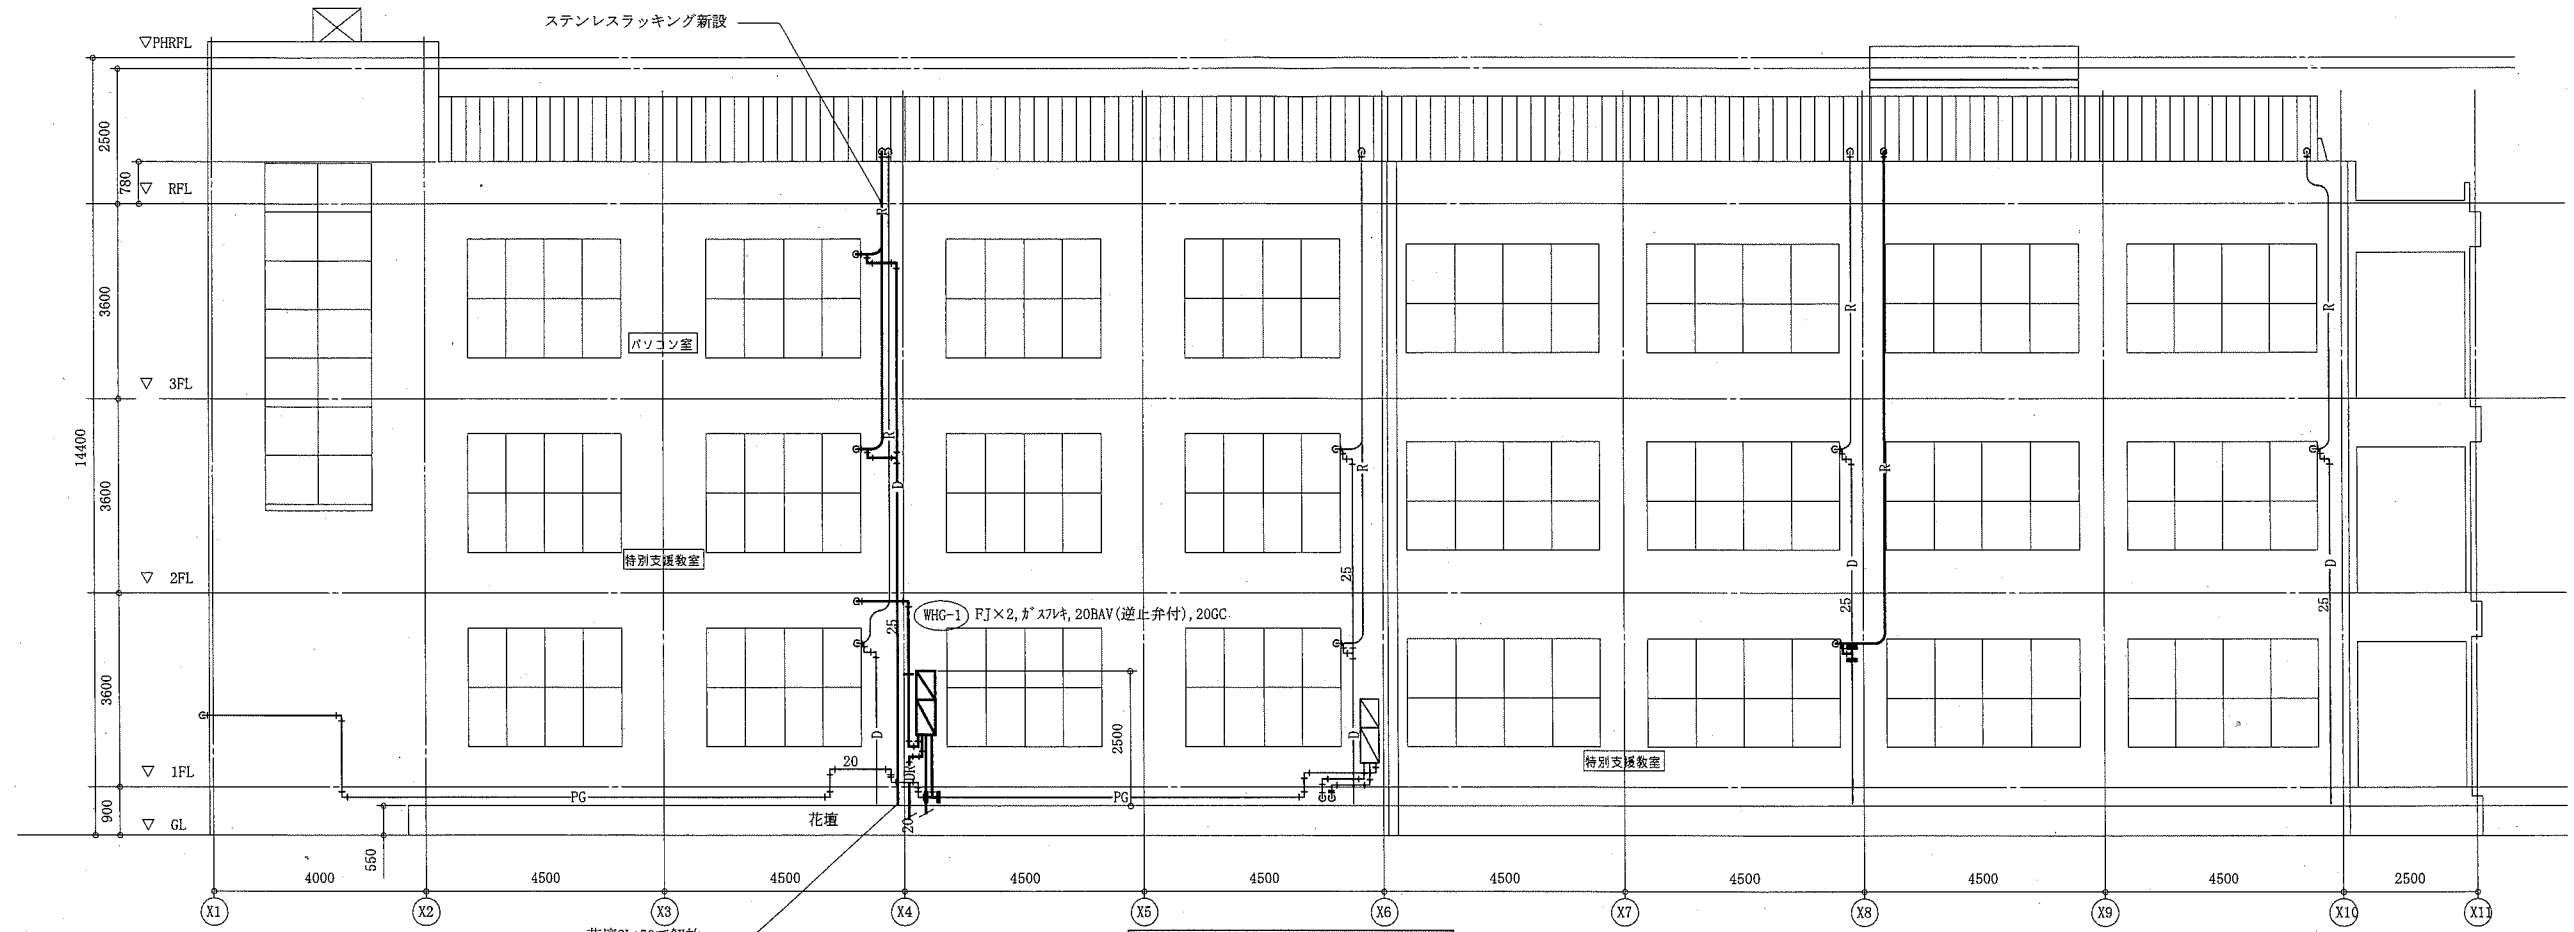 ステンレスラッキング新設
▽PHRFL
2500
780
▽ RFL
R
3600
パソコン室
R
R
▽ 3FL
14400
R
R
R
3600
D
特別支援教室
25
D
D
▽ 2FL
25
25
25
WHG-1 FJ×2,ガスフレキ,20BAV(逆止弁付),20GC
3600
2500
D
D
20
DR
特別支援教室
▽ 1FL
PG
PG
900
花壇
20
▽ GL
550
4000 4500 4500 4500 4500 4500 4500 4500 4500 2500
X1 X2 X3 X4 X5 X6 X7 X8 X9 X10 X11